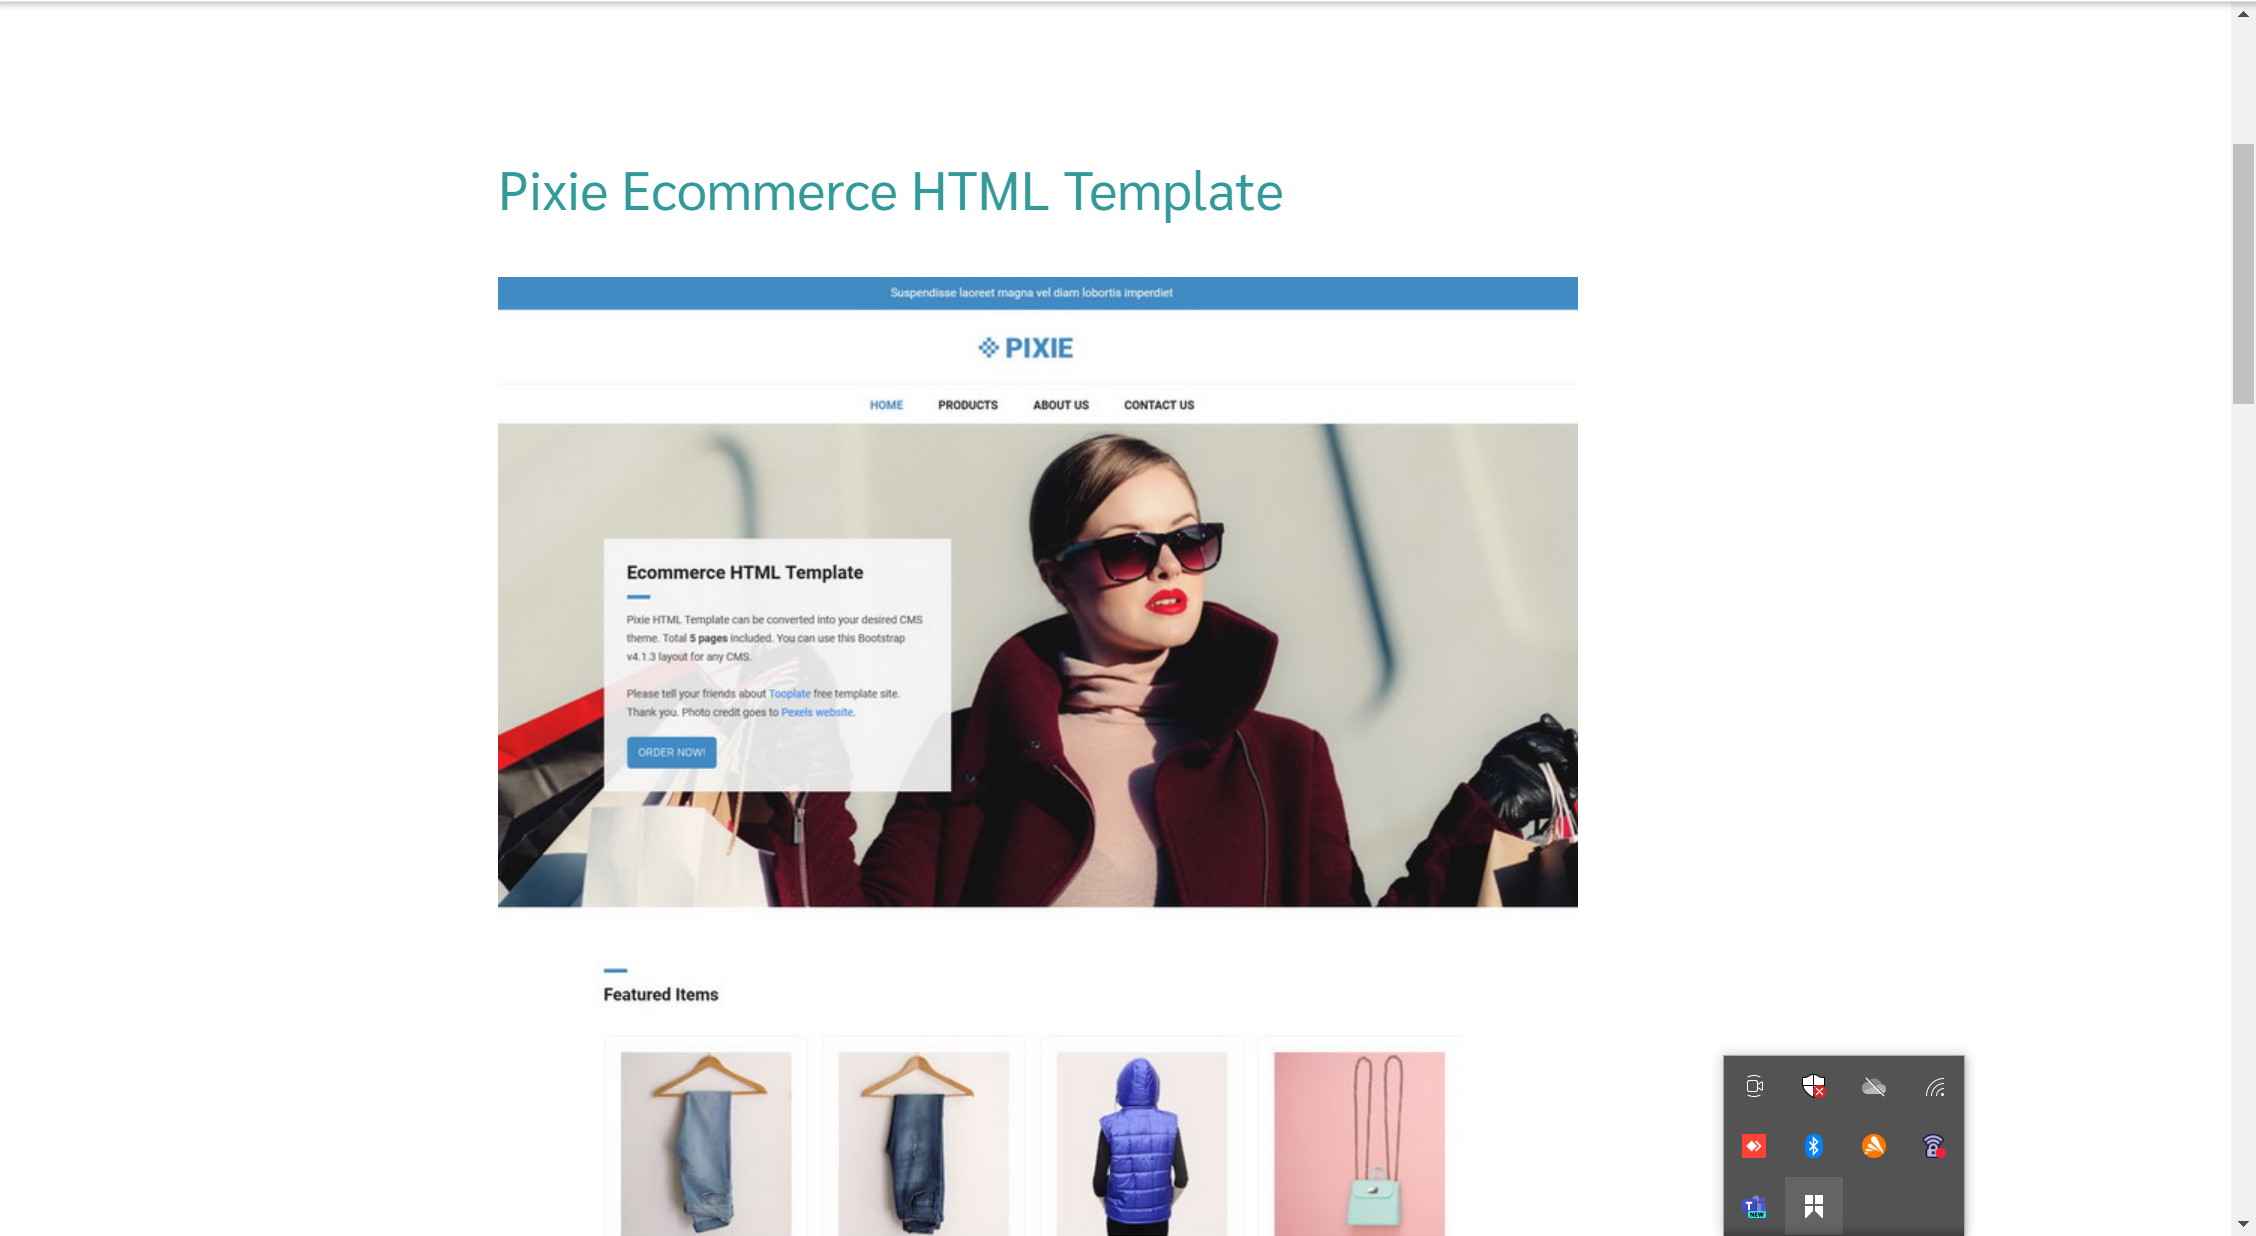 Pixie Ecommerce HTML Template
Suspendisse laoreet magna vel diam lobortis imperdiet
PIXIE
HOME PRODUCTS ABOUT US CONTACT US
Ecommerce HTML Template
Pixie HTML Template can be converted into your desired CMS
theme. Total 5 pages included. You can use this Bootstrap
v4.1.3 layout for any CMS.
Please tell your friends about Tooplate free template site.
Thank you. Photo credit goes to Pexels website.
ORDER NOW!
Featured Items
T
NEW